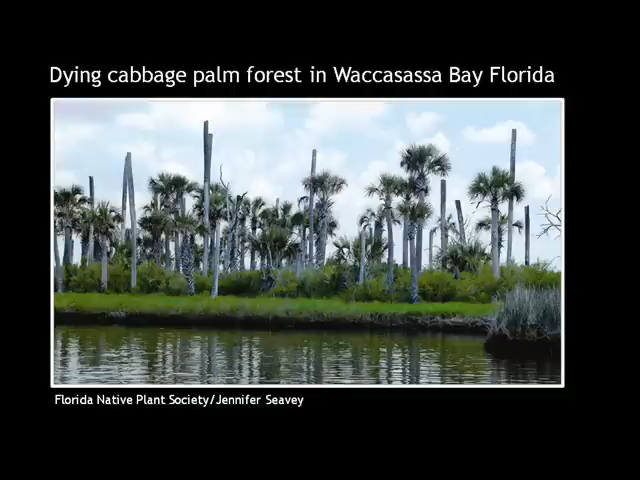 Dying cabbage palm forest in Waccasassa Bay Florida
Florida Native Plant Society/Jennifer Seavey